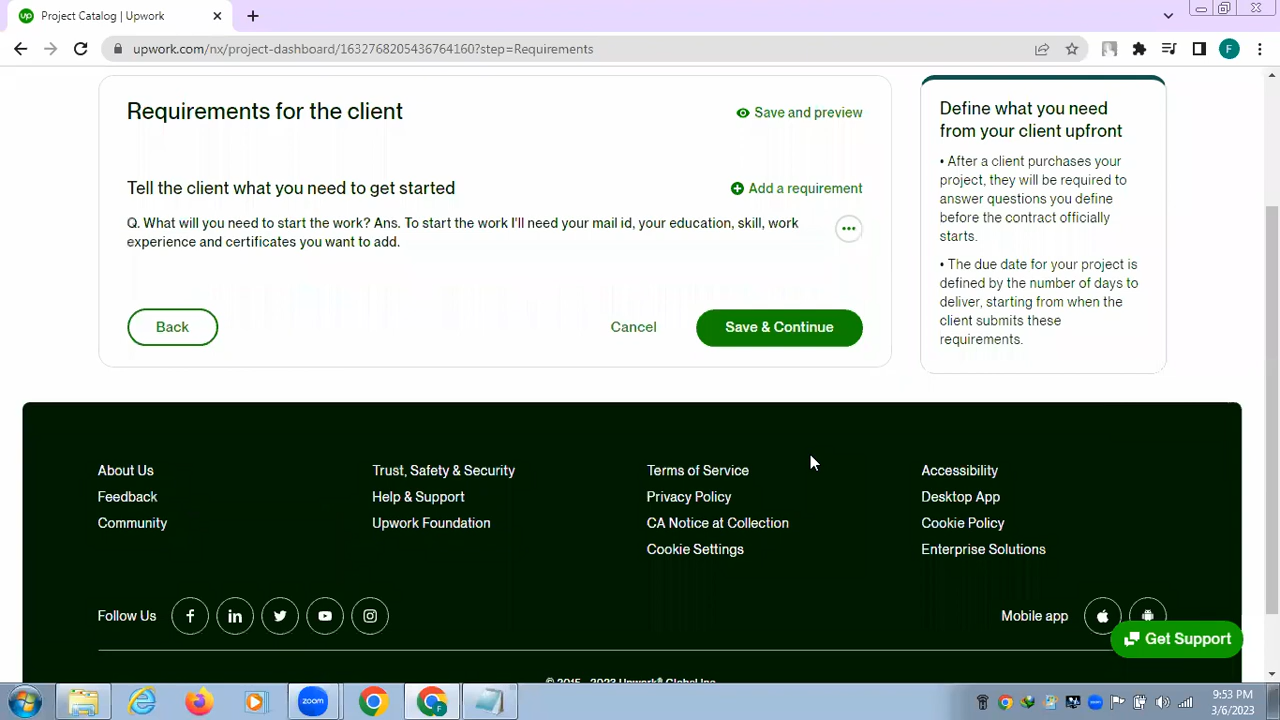 up Project Catalog | Upwork
upwork.com/nx/project-dashboard/1632768205436764160?step=Requirements
F
Requirements for the client
Save and preview
Tell the client what you need to get started
Add a requirement
Q. What will you need to start the work? Ans. To start the work I'll need your mail id, your education, skill, work
experience and certificates you want to add.
Back
Cancel
Save & Continue
Define what you need
from your client upfront
• After a client purchases your
project, they will be required to
answer questions you define
before the contract officially
starts.
• The due date for your project is
defined by the number of days to
deliver, starting from when the
client submits these
requirements.
About Us
Feedback
Community
Trust, Safety & Security
Help & Support
Upwork Foundation
Terms of Service
Privacy Policy
CA Notice at Collection
Cookie Settings
Accessibility
Desktop App
Cookie Policy
Enterprise Solutions
Follow Us
Mobile app
Get Support
© 2015 - 2023 Upwork® Global Inc.
zoom
9:53 PM
3/6/2023